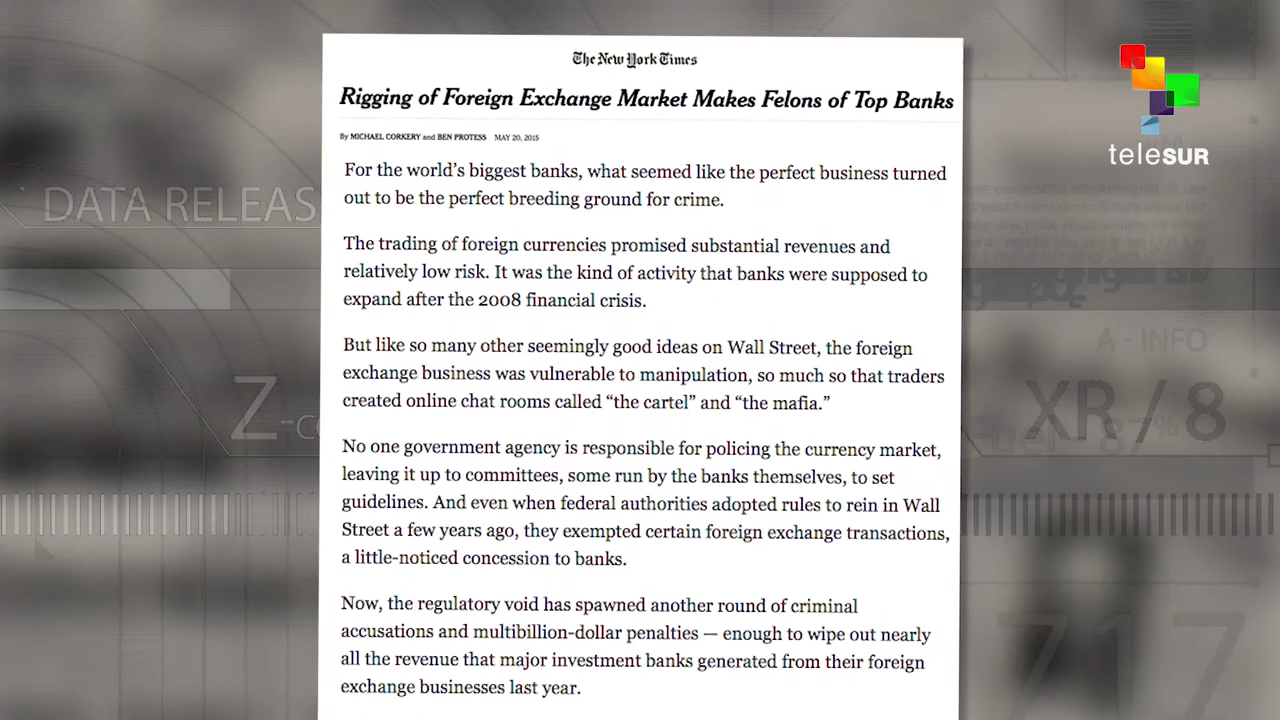 The New York Times
Rigging of Foreign Exchange Market Makes Felons of Top Banks
By MICHAEL CORKERY and BEN PROTESS MAY 20, 2015
For the world's biggest banks, what seemed like the perfect business turned
out to be the perfect breeding ground for crime.
The trading of foreign currencies promised substantial revenues and
relatively low risk. It was the kind of activity that banks were supposed to
expand after the 2008 financial crisis.
But like so many other seemingly good ideas on Wall Street, the foreign
exchange business was vulnerable to manipulation, so much so that traders
created online chat rooms called “the cartel” and “the mafia.”
No one government agency is responsible for policing the currency market,
leaving it up to committees, some run by the banks themselves, to set
guidelines. And even when federal authorities adopted rules to rein in Wall
Street a few years ago, they exempted certain foreign exchange transactions,
a little-noticed concession to banks.
Now, the regulatory void has spawned another round of criminal
accusations and multibillion-dollar penalties — enough to wipe out nearly
all the revenue that major investment banks generated from their foreign
exchange businesses last year.
teleSUR
DATA RELEAS
Z-c
A - INFO
XR / 8
717